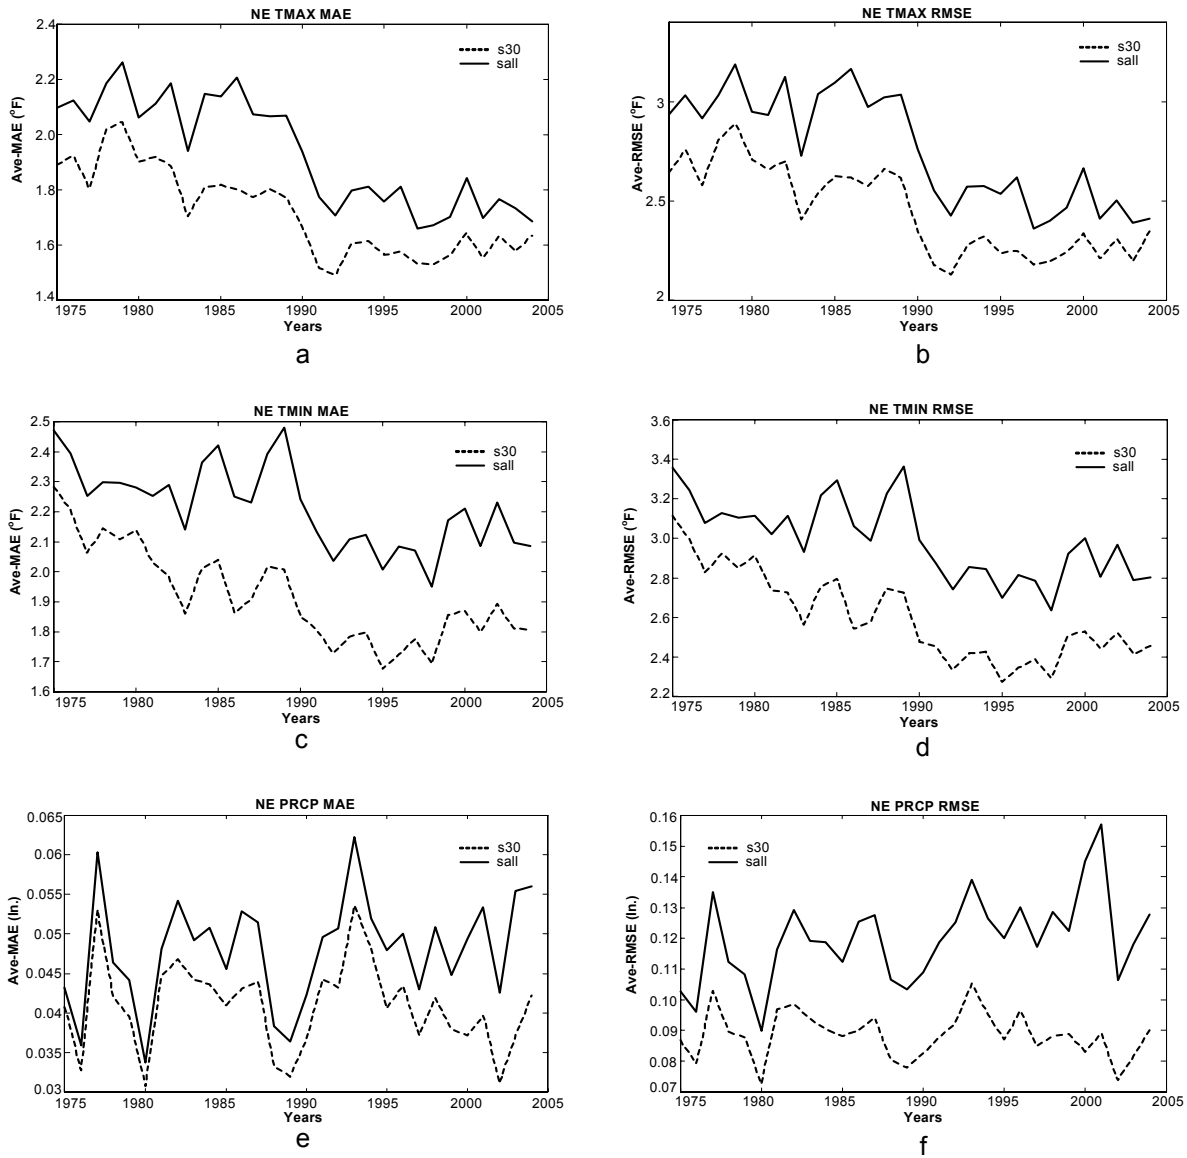 NE TMAX MAE
2.4
2.2
2.0
1.8
1.6
1.4
Ave-MAE (°F)
s30
sall
1975 1980 1985 1990 1995 2000 2005
Years
a
NE TMAX RMSE
3
2.5
2
Ave-RMSE (°F)
s30
sall
1975 1980 1985 1990 1995 2000 2005
Years
b
NE TMIN MAE
2.5
2.4
2.3
2.2
2.1
2.0
1.9
1.8
1.7
1.6
Ave-MAE (°F)
s30
sall
1975 1980 1985 1990 1995 2000 2005
Years
c
NE TMIN RMSE
3.6
3.4
3.2
3.0
2.8
2.6
2.4
2.2
Ave-RMSE (°F)
s30
sall
1975 1980 1985 1990 1995 2000 2005
Years
d
NE PRCP MAE
0.065
0.06
0.055
0.05
0.045
0.04
0.035
0.03
Ave-MAE (In.)
s30
sall
1975 1980 1985 1990 1995 2000 2005
Years
e
NE PRCP RMSE
0.16
0.15
0.14
0.13
0.12
0.11
0.10
0.09
0.08
0.07
Ave-RMSE (In.)
s30
sall
1975 1980 1985 1990 1995 2000 2005
Years
f